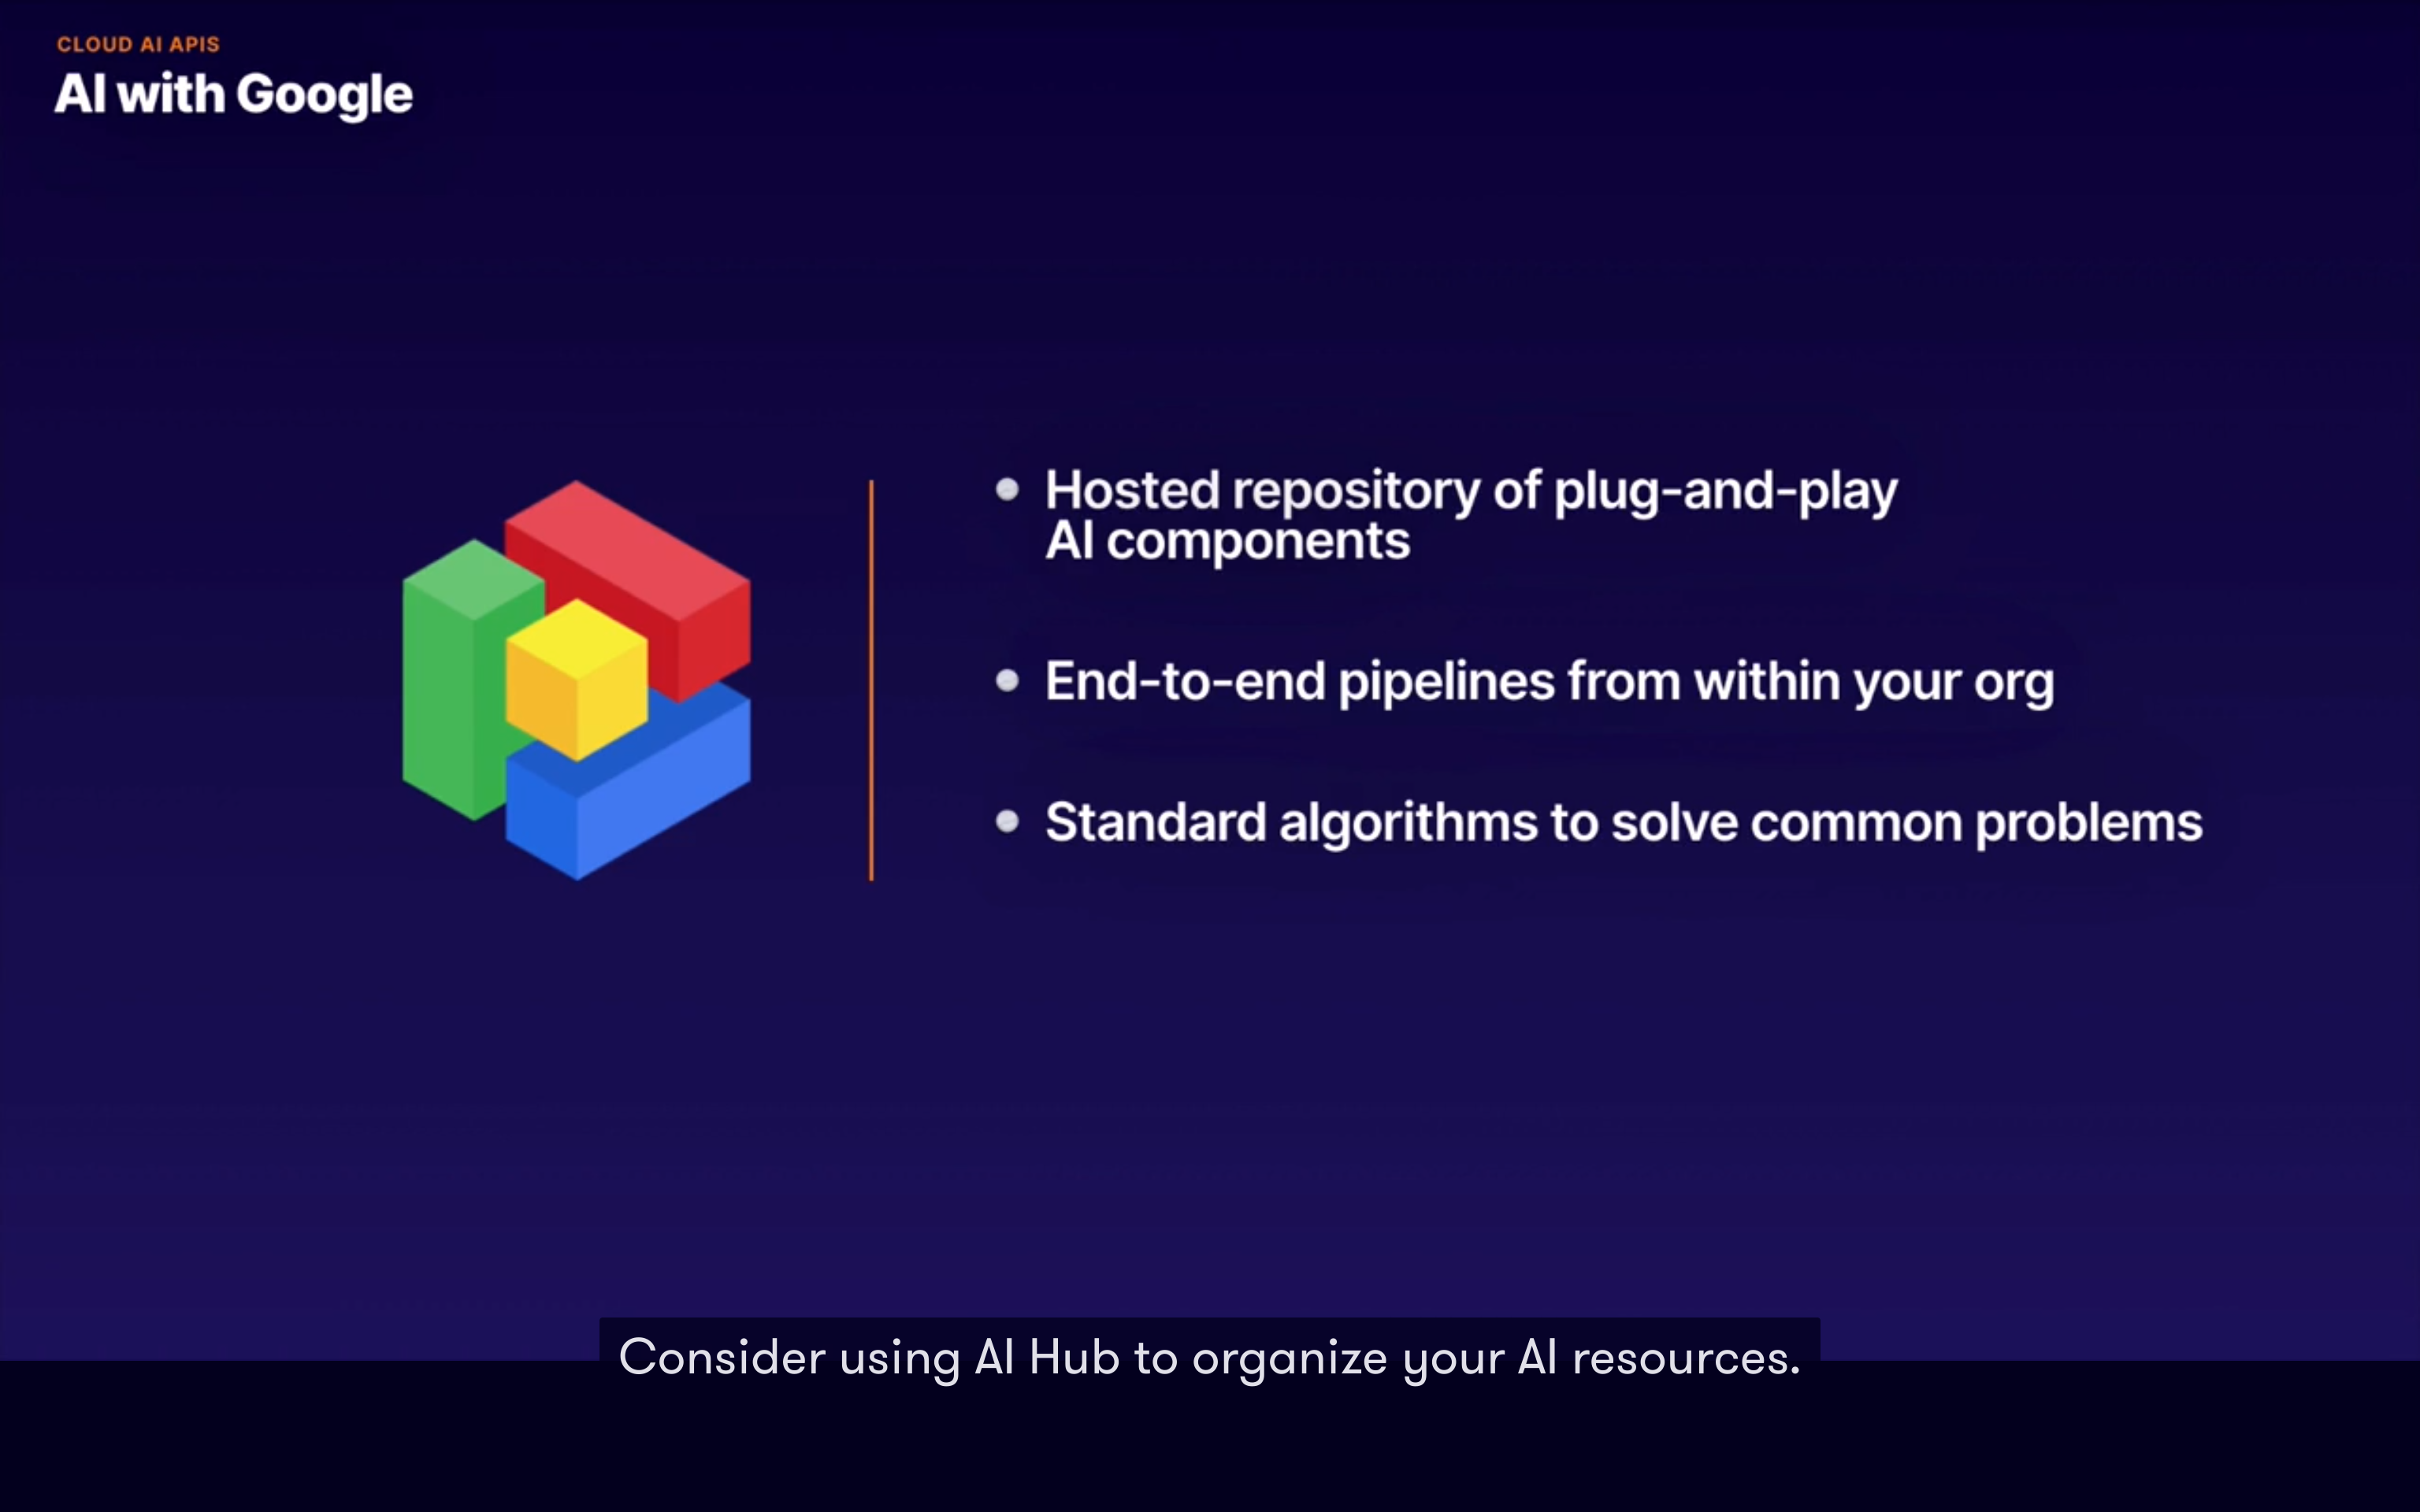 CLOUD AI APIS
AI with Google
Hosted repository of plug-and-play
AI components
End-to-end pipelines from within your org
Standard algorithms to solve common problems
Consider using AI Hub to organize your AI resources.